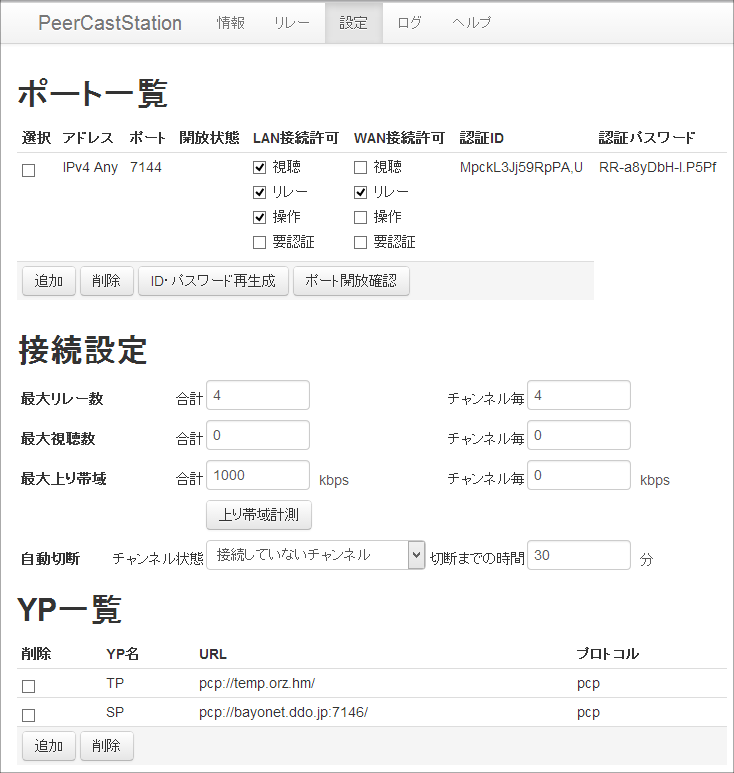 PeerCastStation 情報 リレー 設定 ログ ヘルプ
ポート一覧
選択 アドレス ポート 開放状態 LAN接続許可 WAN接続許可 認証ID 認証パスワード
IPv4 Any 7144 視聴 視聴 MpckL3Jj59RpPA,U RR-a8yDbH-I.P5Pf
リレー リレー
操作 操作
要認証 要認証
追加 削除 ID・パスワード再生成 ポート開放確認
接続設定
最大リレー数 合計 4 チャンネル毎 4
最大視聴数 合計 0 チャンネル毎 0
最大上り帯域 合計 1000 kbps チャンネル毎 0 kbps
上り帯域計測
自動切断 チャンネル状態 接続していないチャンネル 切断までの時間 30 分
YP一覧
削除 YP名 URL プロトコル
TP pcp://temp.orz.hm/ pcp
SP pcp://bayonet.ddo.jp:7146/ pcp
追加 削除